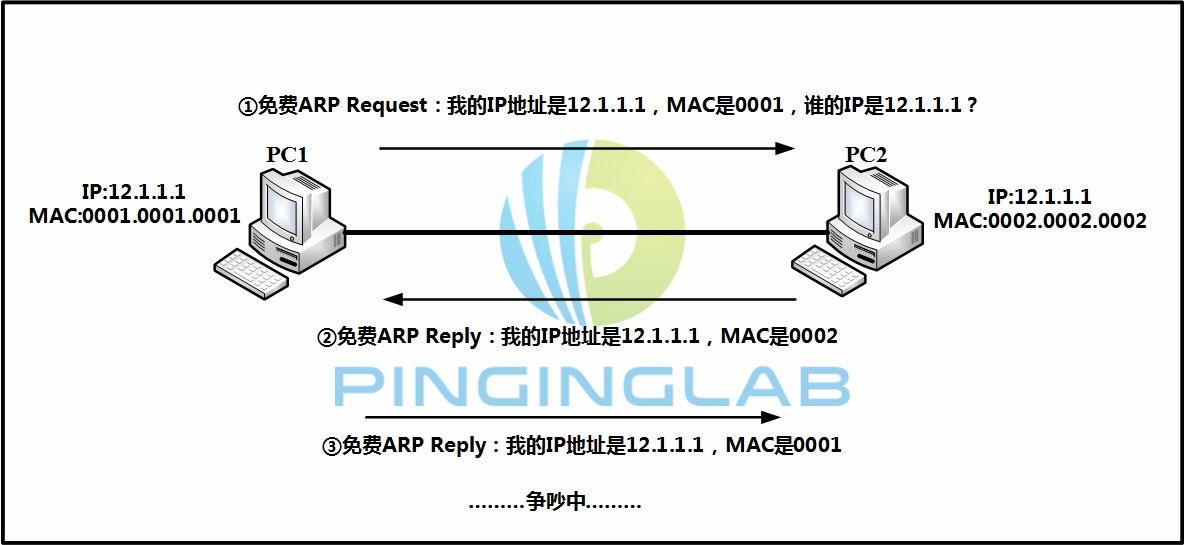 ①免费ARP Request：我的IP地址是12.1.1.1，MAC是0001，谁的IP是12.1.1.1？
PC1
PC2
IP:12.1.1.1
MAC:0001.0001.0001
IP:12.1.1.1
MAC:0002.0002.0002
②免费ARP Reply：我的IP地址是12.1.1.1，MAC是0002
PINGINGLAB
③免费ARP Reply：我的IP地址是12.1.1.1，MAC是0001
.........争吵中.........